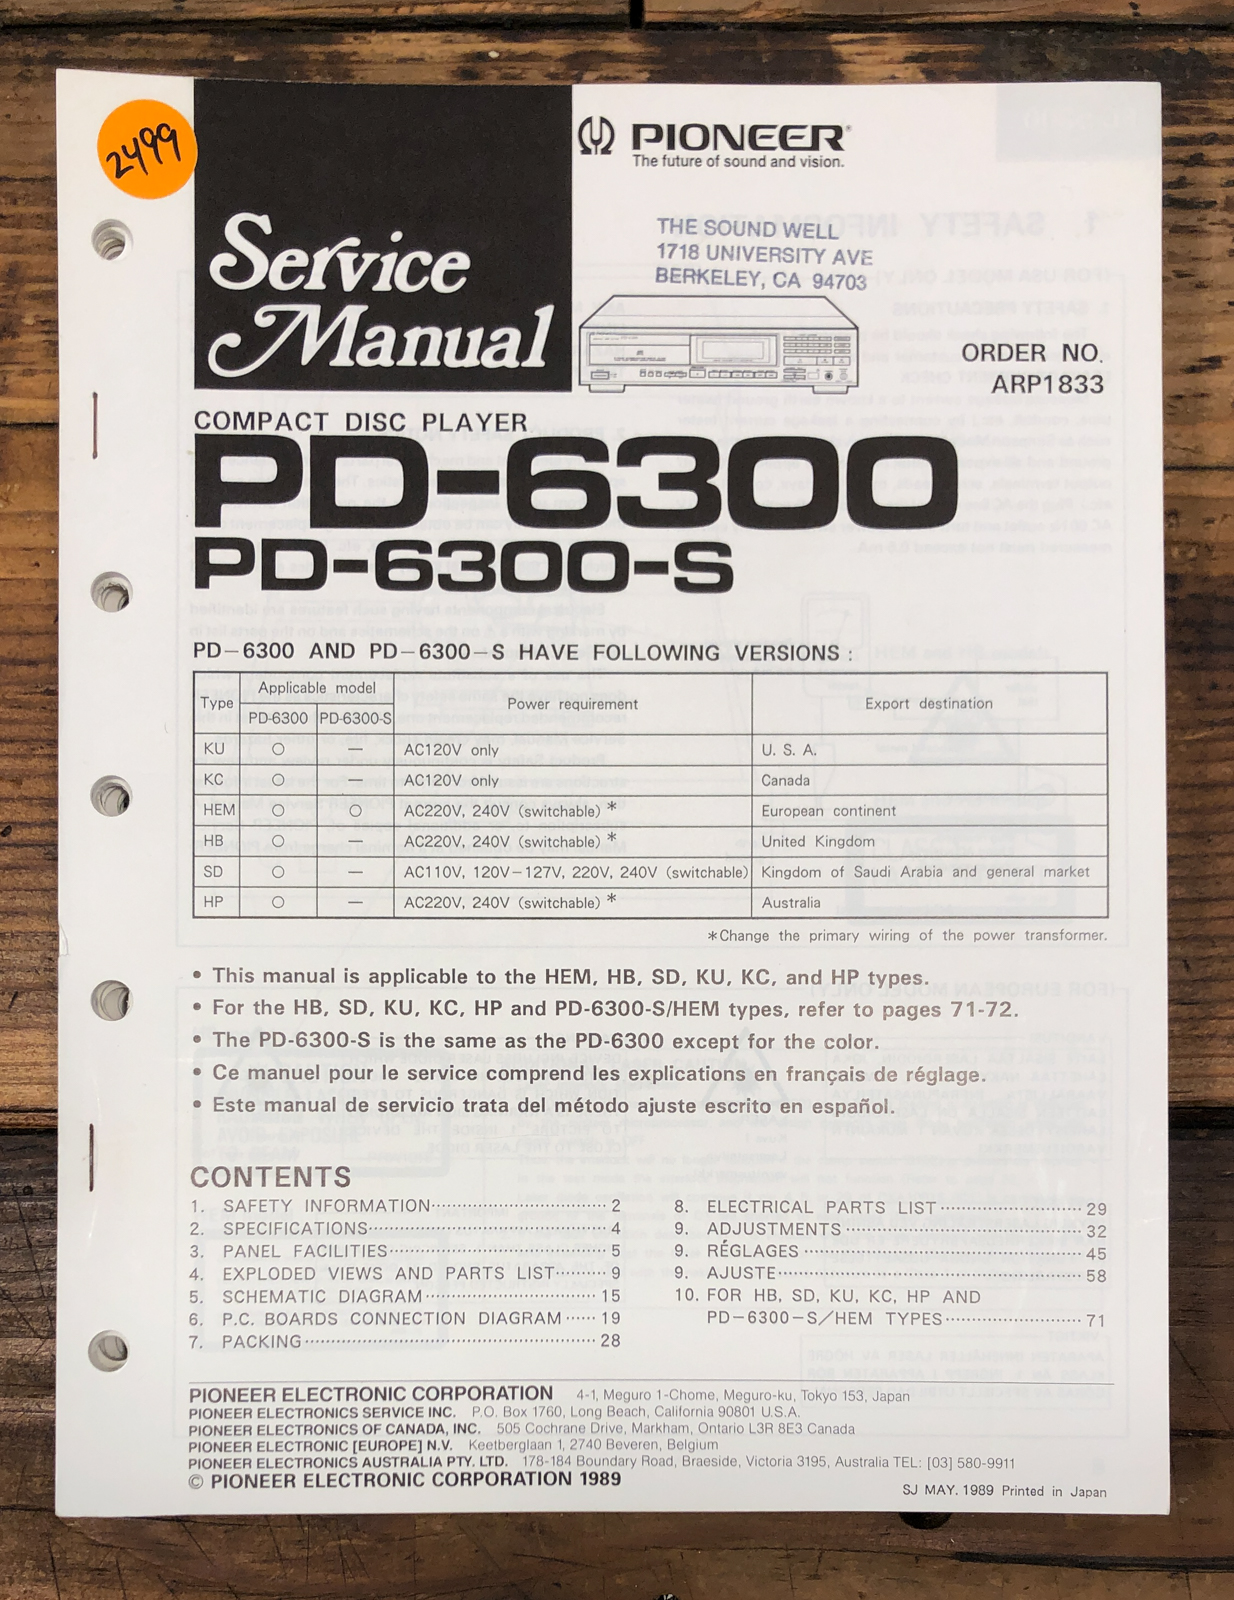 2499
PIONEER
The future of sound and vision.
Service
Manual
THE SOUND WELL
1718 UNIVERSITY AVE
BERKELEY, CA 94703
ORDER NO.
ARP1833
COMPACT DISC PLAYER
PD-6300
PD-6300-S
PD-6300 AND PD-6300-S HAVE FOLLOWING VERSIONS :
Type Applicable model Power requirement Export destination
PD-6300 PD-6300-S
KU ○ — AC120V only U. S. A.
KC ○ — AC120V only Canada
HEM ○ ○ AC220V, 240V (switchable) * European continent
HB ○ — AC220V, 240V (switchable) * United Kingdom
SD ○ — AC110V, 120V-127V, 220V, 240V (switchable) Kingdom of Saudi Arabia and general market
HP ○ — AC220V, 240V (switchable) * Australia
*Change the primary wiring of the power transformer.
• This manual is applicable to the HEM, HB, SD, KU, KC, and HP types.
• For the HB, SD, KU, KC, HP and PD-6300-S/HEM types, refer to pages 71-72.
• The PD-6300-S is the same as the PD-6300 except for the color.
• Ce manuel pour le service comprend les explications en français de réglage.
• Este manual de servicio trata del método ajuste escrito en español.
CONTENTS
1. SAFETY INFORMATION 2
2. SPECIFICATIONS 4
3. PANEL FACILITIES 5
4. EXPLODED VIEWS AND PARTS LIST 9
5. SCHEMATIC DIAGRAM 15
6. P.C. BOARDS CONNECTION DIAGRAM 19
7. PACKING 28
8. ELECTRICAL PARTS LIST 29
9. ADJUSTMENTS 32
9. RÉGLAGES 45
9. AJUSTE 58
10. FOR HB, SD, KU, KC, HP AND
PD-6300-S/HEM TYPES 71
PIONEER ELECTRONIC CORPORATION 4-1, Meguro 1-Chome, Meguro-ku, Tokyo 153, Japan
PIONEER ELECTRONICS SERVICE INC. P.O. Box 1760, Long Beach, California 90801 U.S.A.
PIONEER ELECTRONICS OF CANADA, INC. 505 Cochrane Drive, Markham, Ontario L3R 8E3 Canada
PIONEER ELECTRONIC [EUROPE] N.V. Keetberglaan 1, 2740 Beveren, Belgium
PIONEER ELECTRONICS AUSTRALIA PTY. LTD. 178-184 Boundary Road, Braeside, Victoria 3195, Australia TEL: [03] 580-9911
© PIONEER ELECTRONIC CORPORATION 1989
SJ MAY. 1989 Printed in Japan